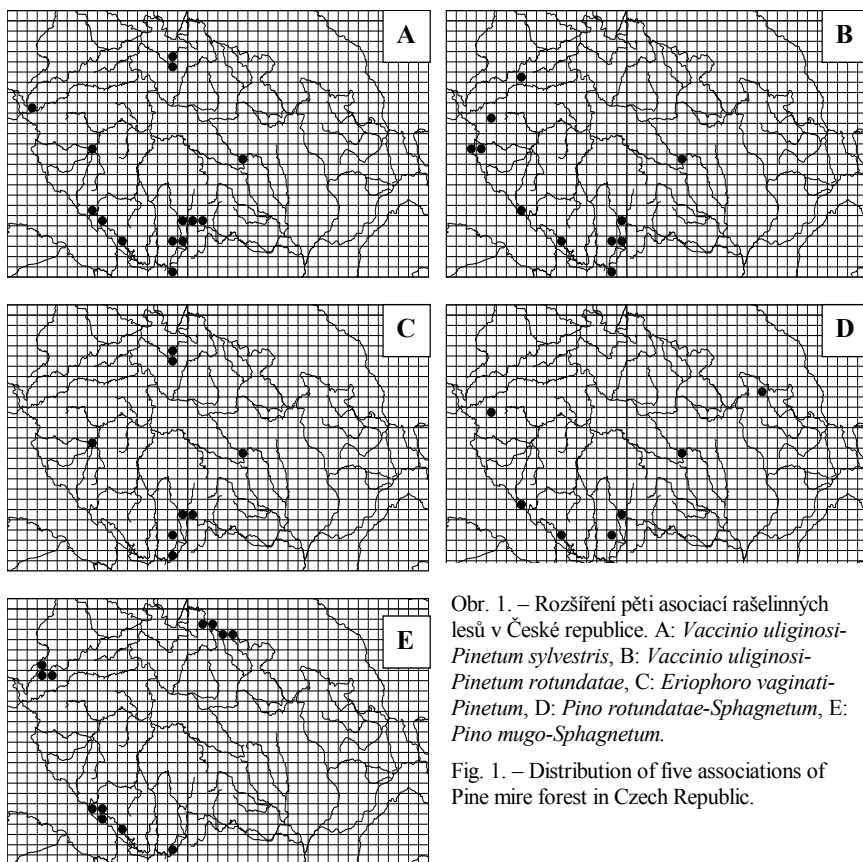 A
B
C
D
E
Obr. 1. – Rozšíření pěti asociací rašelinných
lesů v České republice. A: Vaccinio uliginosi-
Pinetum sylvestris, B: Vaccinio uliginosi-
Pinetum rotundatae, C: Eriophoro vaginati-
Pinetum, D: Pino rotundatae-Sphagnetum, E:
Pino mugo-Sphagnetum.
Fig. 1. – Distribution of five associations of
Pine mire forest in Czech Republic.